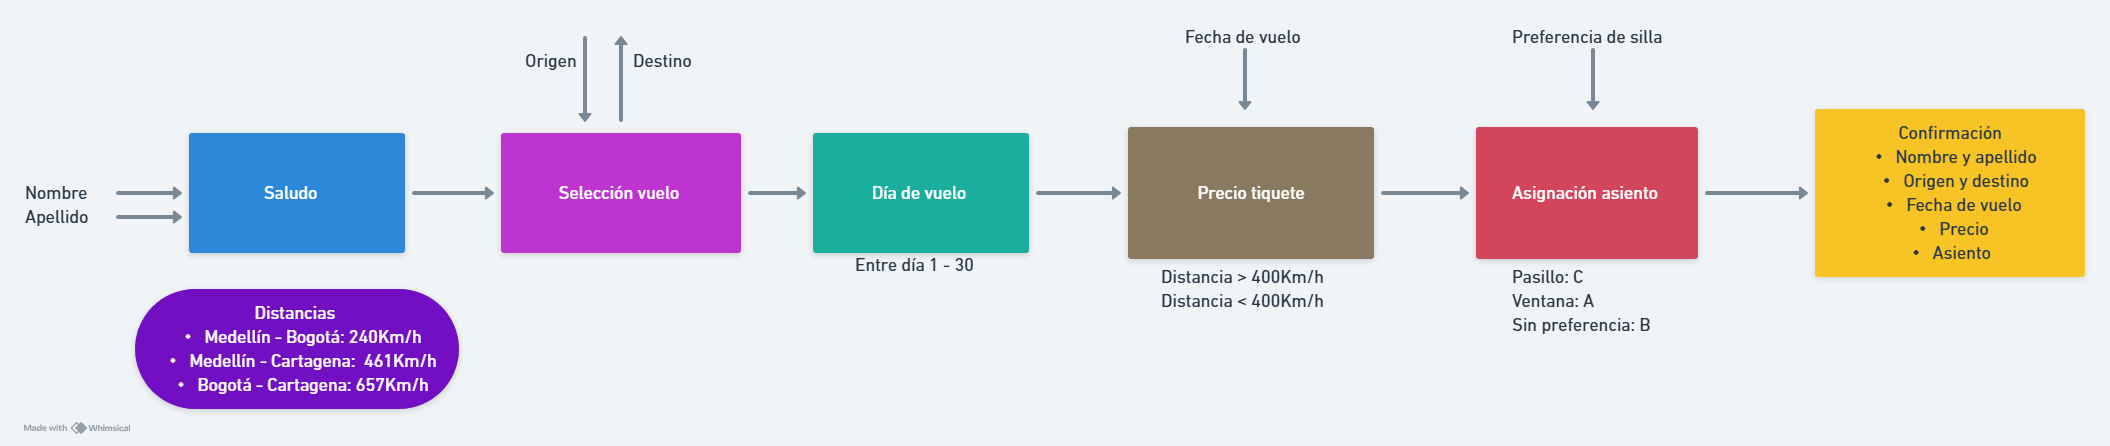 Nombre
Apellido
Saludo
Distancias
• Medellín - Bogotá: 240Km/h
• Medellín - Cartagena:  461Km/h
• Bogotá - Cartagena: 657Km/h
Origen
Destino
Selección vuelo
Día de vuelo
Entre día 1 - 30
Fecha de vuelo
Precio tiquete
Distancia > 400Km/h
Distancia < 400Km/h
Preferencia de silla
Asignación asiento
Pasillo: C
Ventana: A
Sin preferencia: B
Confirmación
• Nombre y apellido
• Origen y destino
• Fecha de vuelo
• Precio
• Asiento
Made with Whimsical